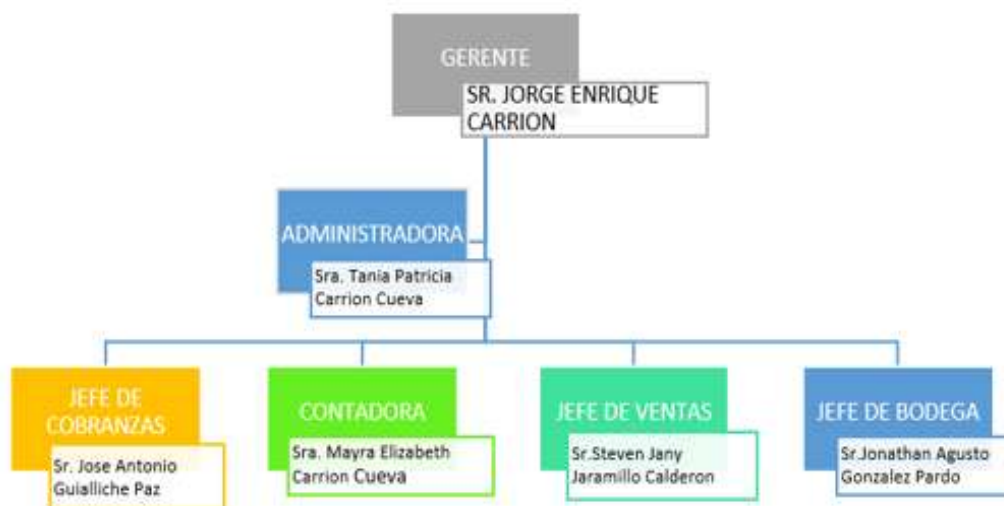 GERENTE
SR. JORGE ENRIQUE
CARRION
ADMINISTRADORA
Sra. Tania Patricia
Carrion Cueva
JEFE DE
COBRANZAS
Sr. Jose Antonio
Guialliche Paz
CONTADORA
Sra. Mayra Elizabeth
Carrion Cueva
JEFE DE VENTAS
Sr.Steven Jany
Jaramillo Calderon
JEFE DE BODEGA
Sr.Jonathan Agusto
Gonzalez Pardo